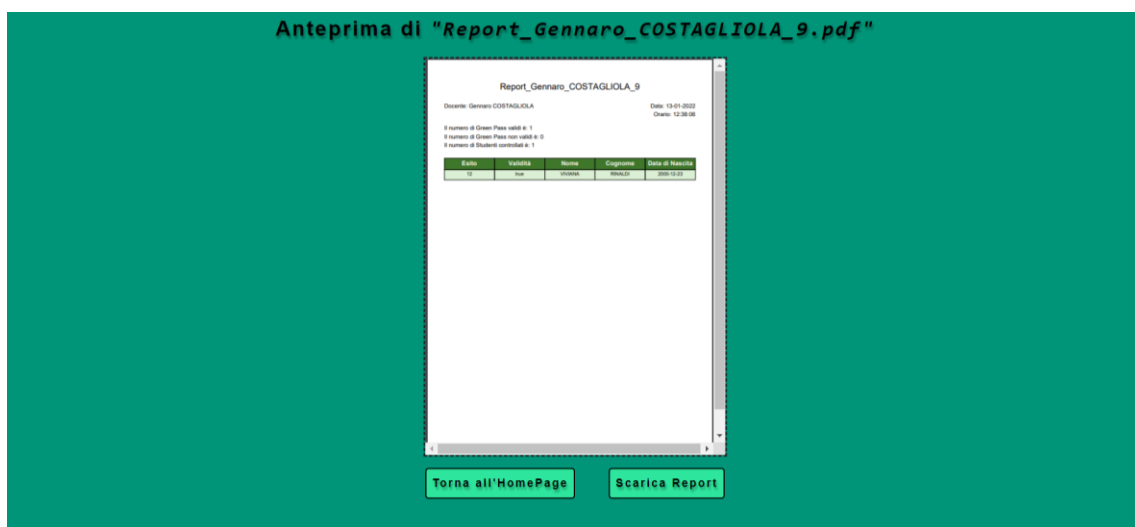 Anteprima di "Report_Gennaro_COSTAGLIOLA_9.pdf"
Report_Gennaro_COSTAGLIOLA_9
Docente: Gennaro COSTAGLIOLA Data: 13-01-2022
Orario: 12:38:06
Il numero di Green Pass validi è: 1
Il numero di Green Pass non validi è: 0
Il numero di Studenti controllati è: 1
Esito Validità Nome Cognome Data di Nascita
12 true VIVIANA RINALDI 2000-12-23
Torna all'HomePage Scarica Report